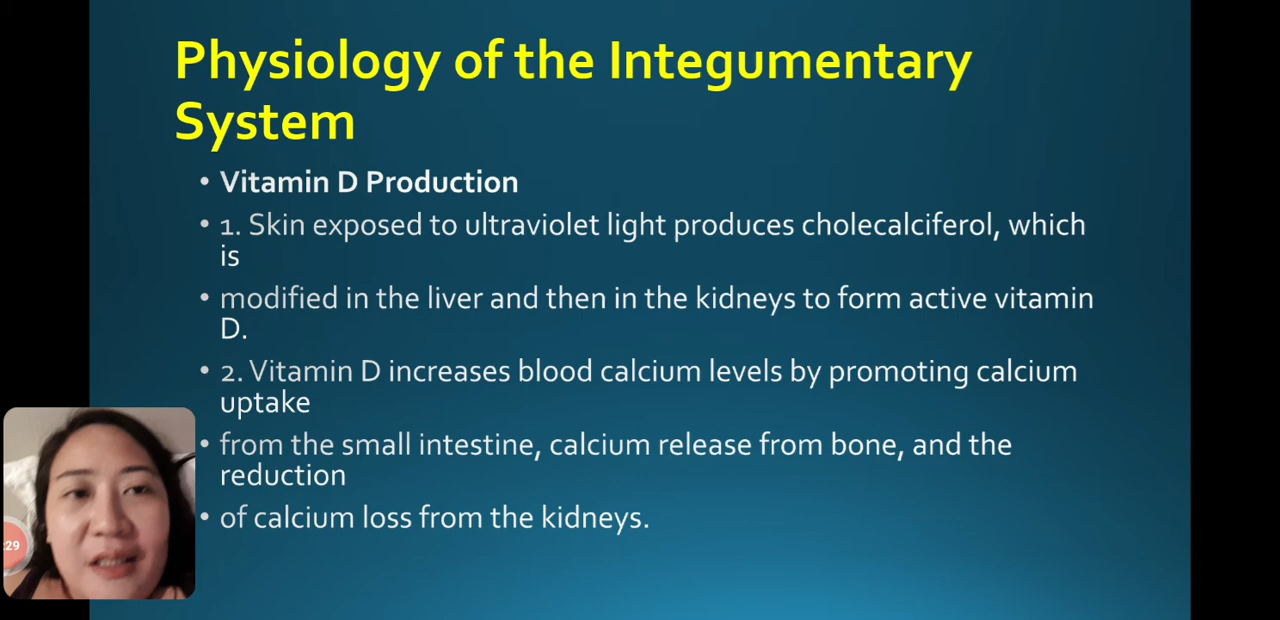 Physiology of the Integumentary
System
• Vitamin D Production
• 1. Skin exposed to ultraviolet light produces cholecalciferol, which
is
• modified in the liver and then in the kidneys to form active vitamin
D.
• 2. Vitamin D increases blood calcium levels by promoting calcium
uptake
• from the small intestine, calcium release from bone, and the
reduction
• of calcium loss from the kidneys.
:29